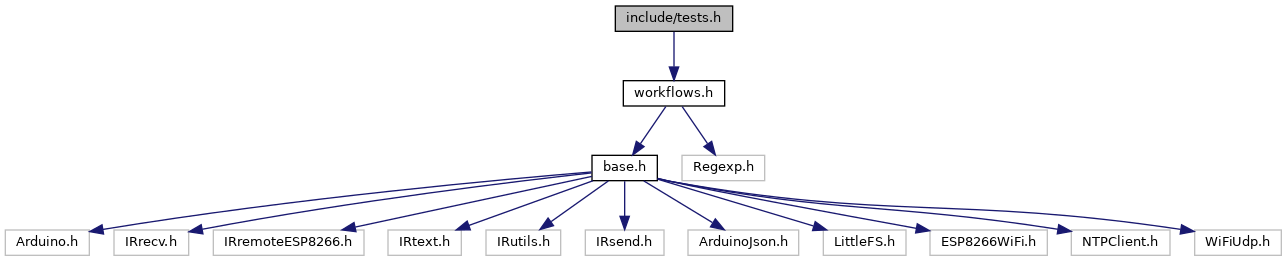 include/tests.h
workflows.h
base.h
Regexp.h
Arduino.h
IRrecv.h
IRremoteESP8266.h
IRtext.h
IRutils.h
IRsend.h
ArduinoJson.h
LittleFS.h
ESP8266WiFi.h
NTPClient.h
WiFiUdp.h